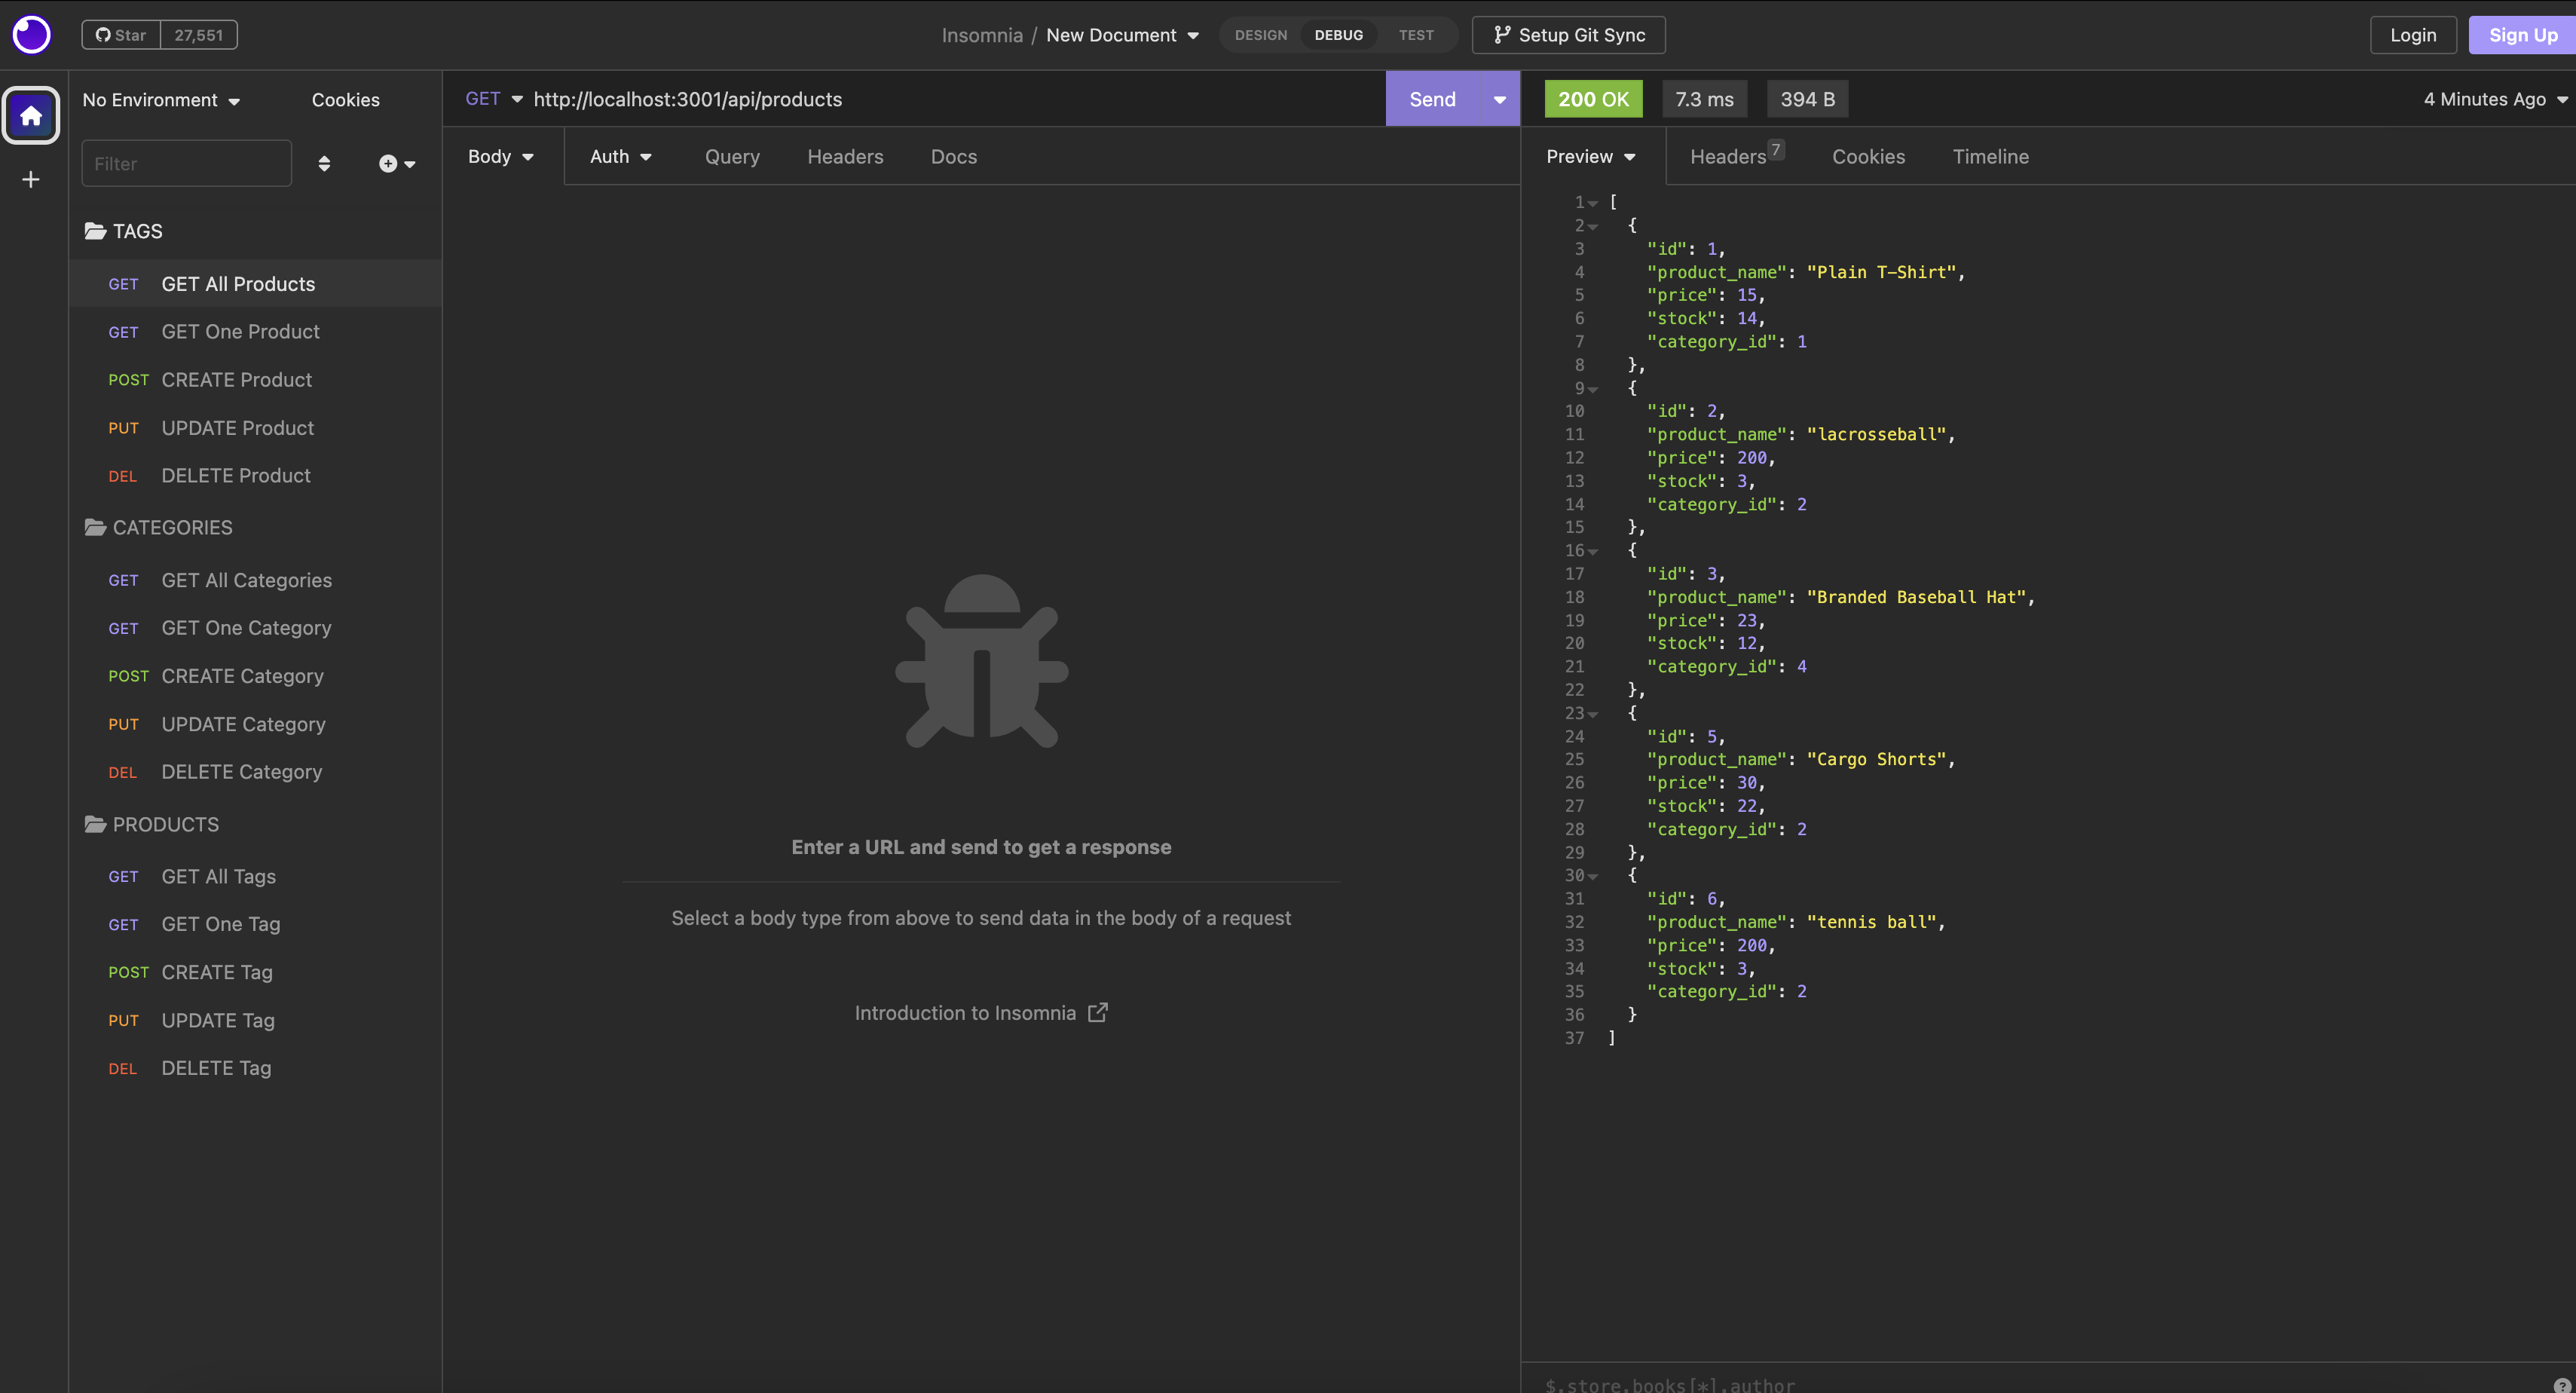 Star 27,551
Insomnia / New Document
DESIGN DEBUG TEST
Setup Git Sync
Login
Sign Up
No Environment
Cookies
Filter
TAGS
GET GET All Products
GET GET One Product
POST CREATE Product
PUT UPDATE Product
DEL DELETE Product
CATEGORIES
GET GET All Categories
GET GET One Category
POST CREATE Category
PUT UPDATE Category
DEL DELETE Category
PRODUCTS
GET GET All Tags
GET GET One Tag
POST CREATE Tag
PUT UPDATE Tag
DEL DELETE Tag
GET http://localhost:3001/api/products
Send
Body Auth Query Headers Docs
Enter a URL and send to get a response
Select a body type from above to send data in the body of a request
Introduction to Insomnia
200 OK 7.3 ms 394 B
4 Minutes Ago
Preview Headers 7 Cookies Timeline
1 [
2 {
3 "id": 1,
4 "product_name": "Plain T-Shirt",
5 "price": 15,
6 "stock": 14,
7 "category_id": 1
8 },
9 {
10 "id": 2,
11 "product_name": "lacrosseball",
12 "price": 200,
13 "stock": 3,
14 "category_id": 2
15 },
16 {
17 "id": 3,
18 "product_name": "Branded Baseball Hat",
19 "price": 23,
20 "stock": 12,
21 "category_id": 4
22 },
23 {
24 "id": 5,
25 "product_name": "Cargo Shorts",
26 "price": 30,
27 "stock": 22,
28 "category_id": 2
29 },
30 {
31 "id": 6,
32 "product_name": "tennis ball",
33 "price": 200,
34 "stock": 3,
35 "category_id": 2
36 }
37 ]
$.store.books[*].author
?